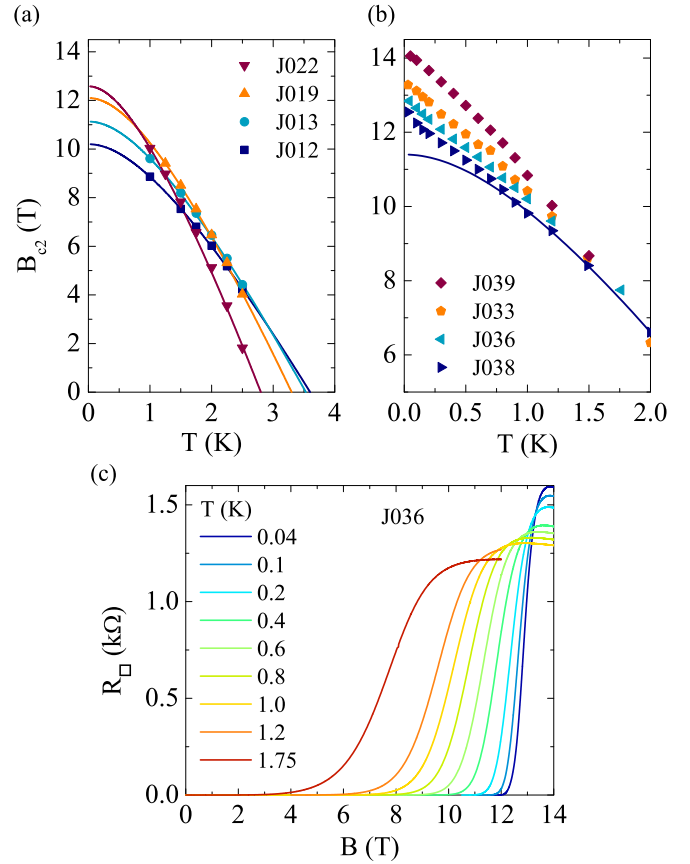 (a)
14
12
10
8
6
4
2
0
B_{c2} (T)
J022
J019
J013
J012
0 1 2 3 4
T (K)
(b)
14
12
10
8
6
J039
J033
J036
J038
0.0 0.5 1.0 1.5 2.0
T (K)
(c)
1.5
1.0
0.5
0.0
R_□ (kΩ)
T (K)
J036
0.04
0.1
0.2
0.4
0.6
0.8
1.0
1.2
1.75
0 2 4 6 8 10 12 14
B (T)